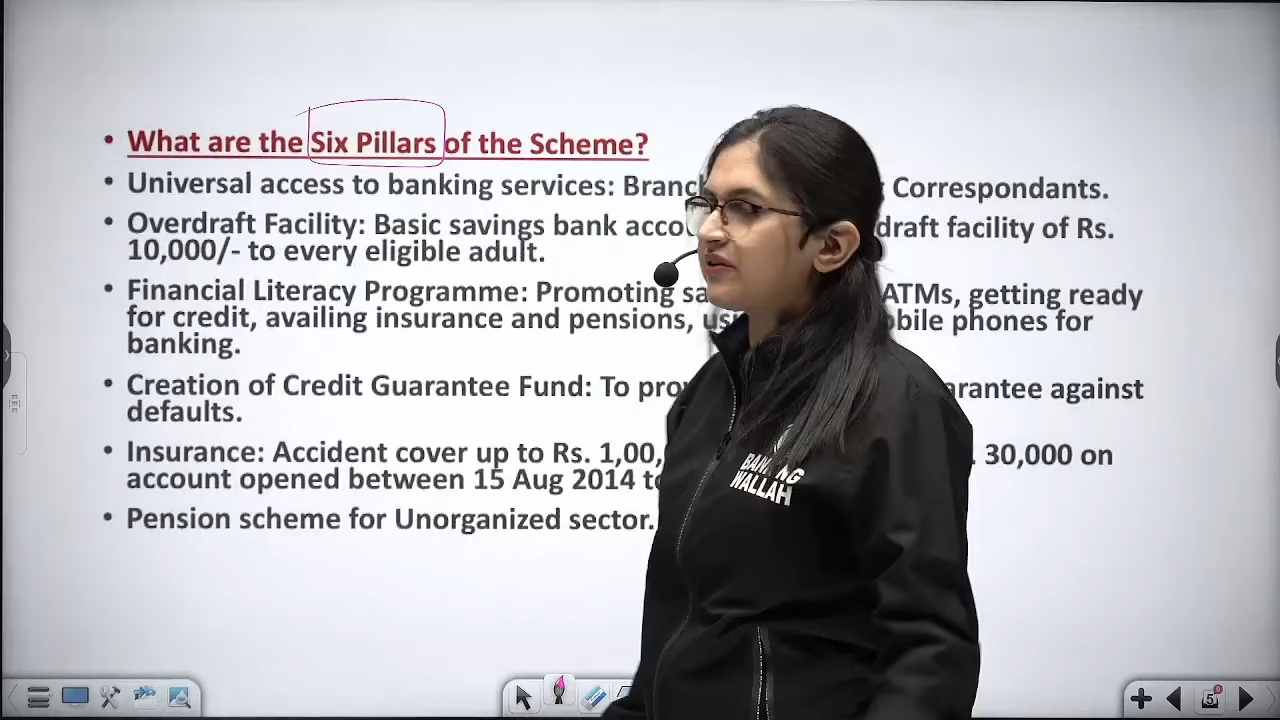 • What are the Six Pillars of the Scheme?
• Universal access to banking services: Branc Correspondants.
• Overdraft Facility: Basic savings bank acco draft facility of Rs.
10,000/- to every eligible adult.
• Financial Literacy Programme: Promoting sa ATMs, getting ready
for credit, availing insurance and pensions, us obile phones for
banking.
• Creation of Credit Guarantee Fund: To pro arantee against
defaults.
• Insurance: Accident cover up to Rs. 1,00, 30,000 on
account opened between 15 Aug 2014 to
• Pension scheme for Unorganized sector.
WALLAH
5